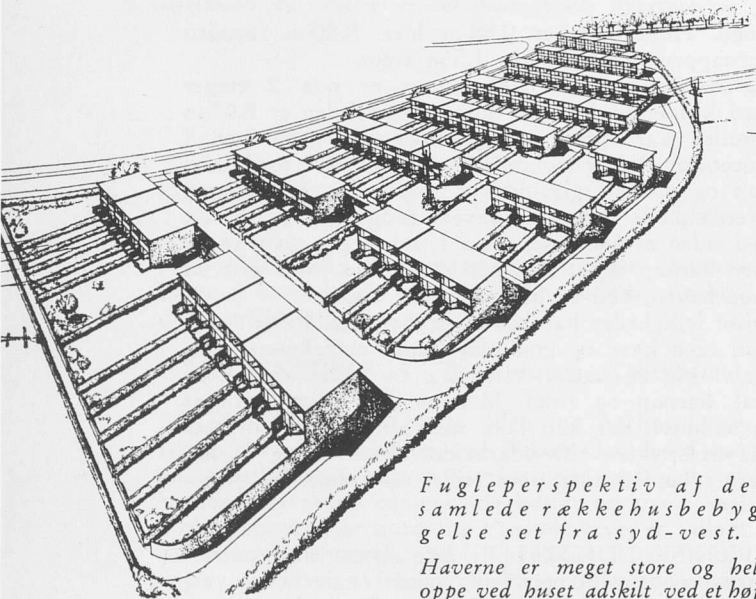 Fugleperspektiv af de
samlede rækkehusbebyg
gelse set fra syd-vest.
Haverne er meget store og hel
oppe ved huset adskilt ved et høj